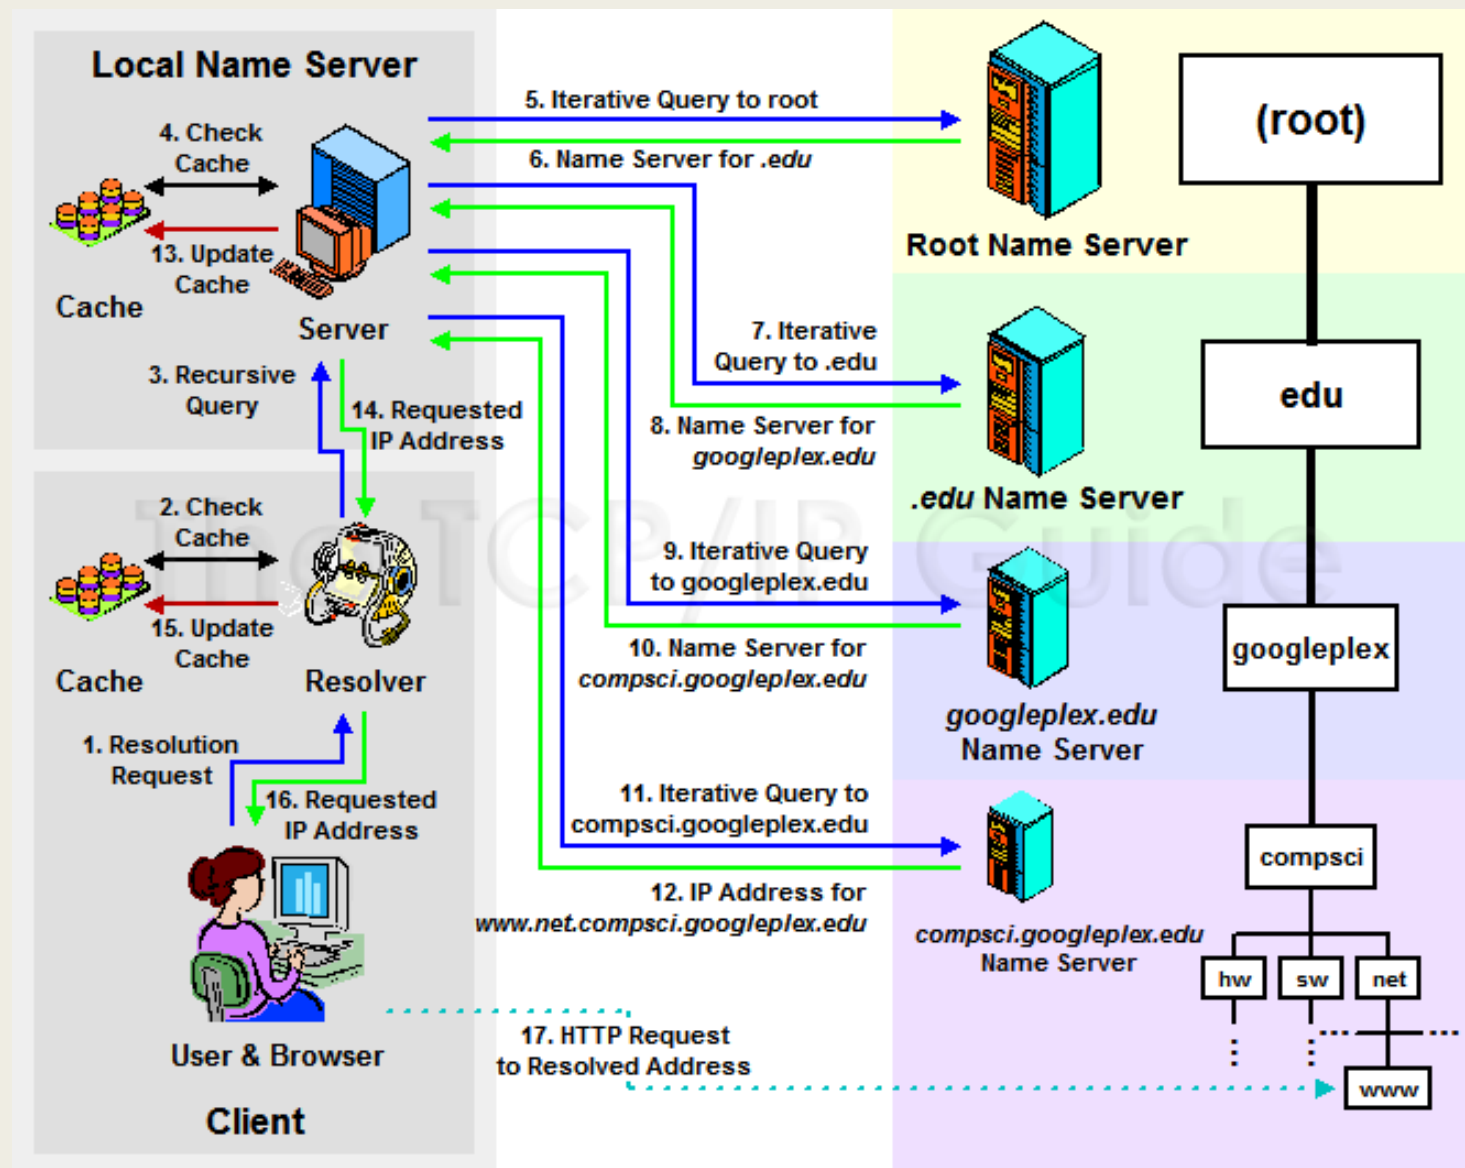 Local Name Server
4. Check
Cache
13. Update
Cache
Cache
Server
3. Recursive
Query
14. Requested
IP Address
2. Check
Cache
15. Update
Cache
Cache
Resolver
1. Resolution
Request
16. Requested
IP Address
User & Browser
Client
5. Iterative Query to root
6. Name Server for .edu
7. Iterative
Query to .edu
8. Name Server for
googleplex.edu
9. Iterative Query
to googleplex.edu
10. Name Server for
compsci.googleplex.edu
11. Iterative Query to
compsci.googleplex.edu
12. IP Address for
www.net.compsci.googleplex.edu
17. HTTP Request
to Resolved Address
Root Name Server
.edu Name Server
googleplex.edu
Name Server
compsci.googleplex.edu
Name Server
(root)
edu
googleplex
compsci
hw sw net
www
The TCP/IP Guide